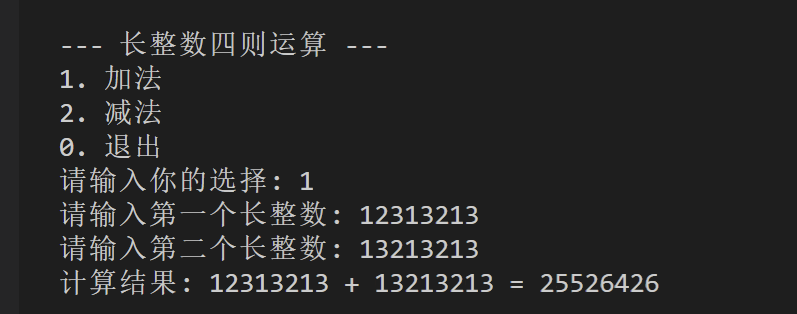 --- 长整数四则运算 ---
1. 加法
2. 减法
0. 退出
请输入你的选择: 1
请输入第一个长整数: 12313213
请输入第二个长整数: 13213213
计算结果: 12313213 + 13213213 = 25526426